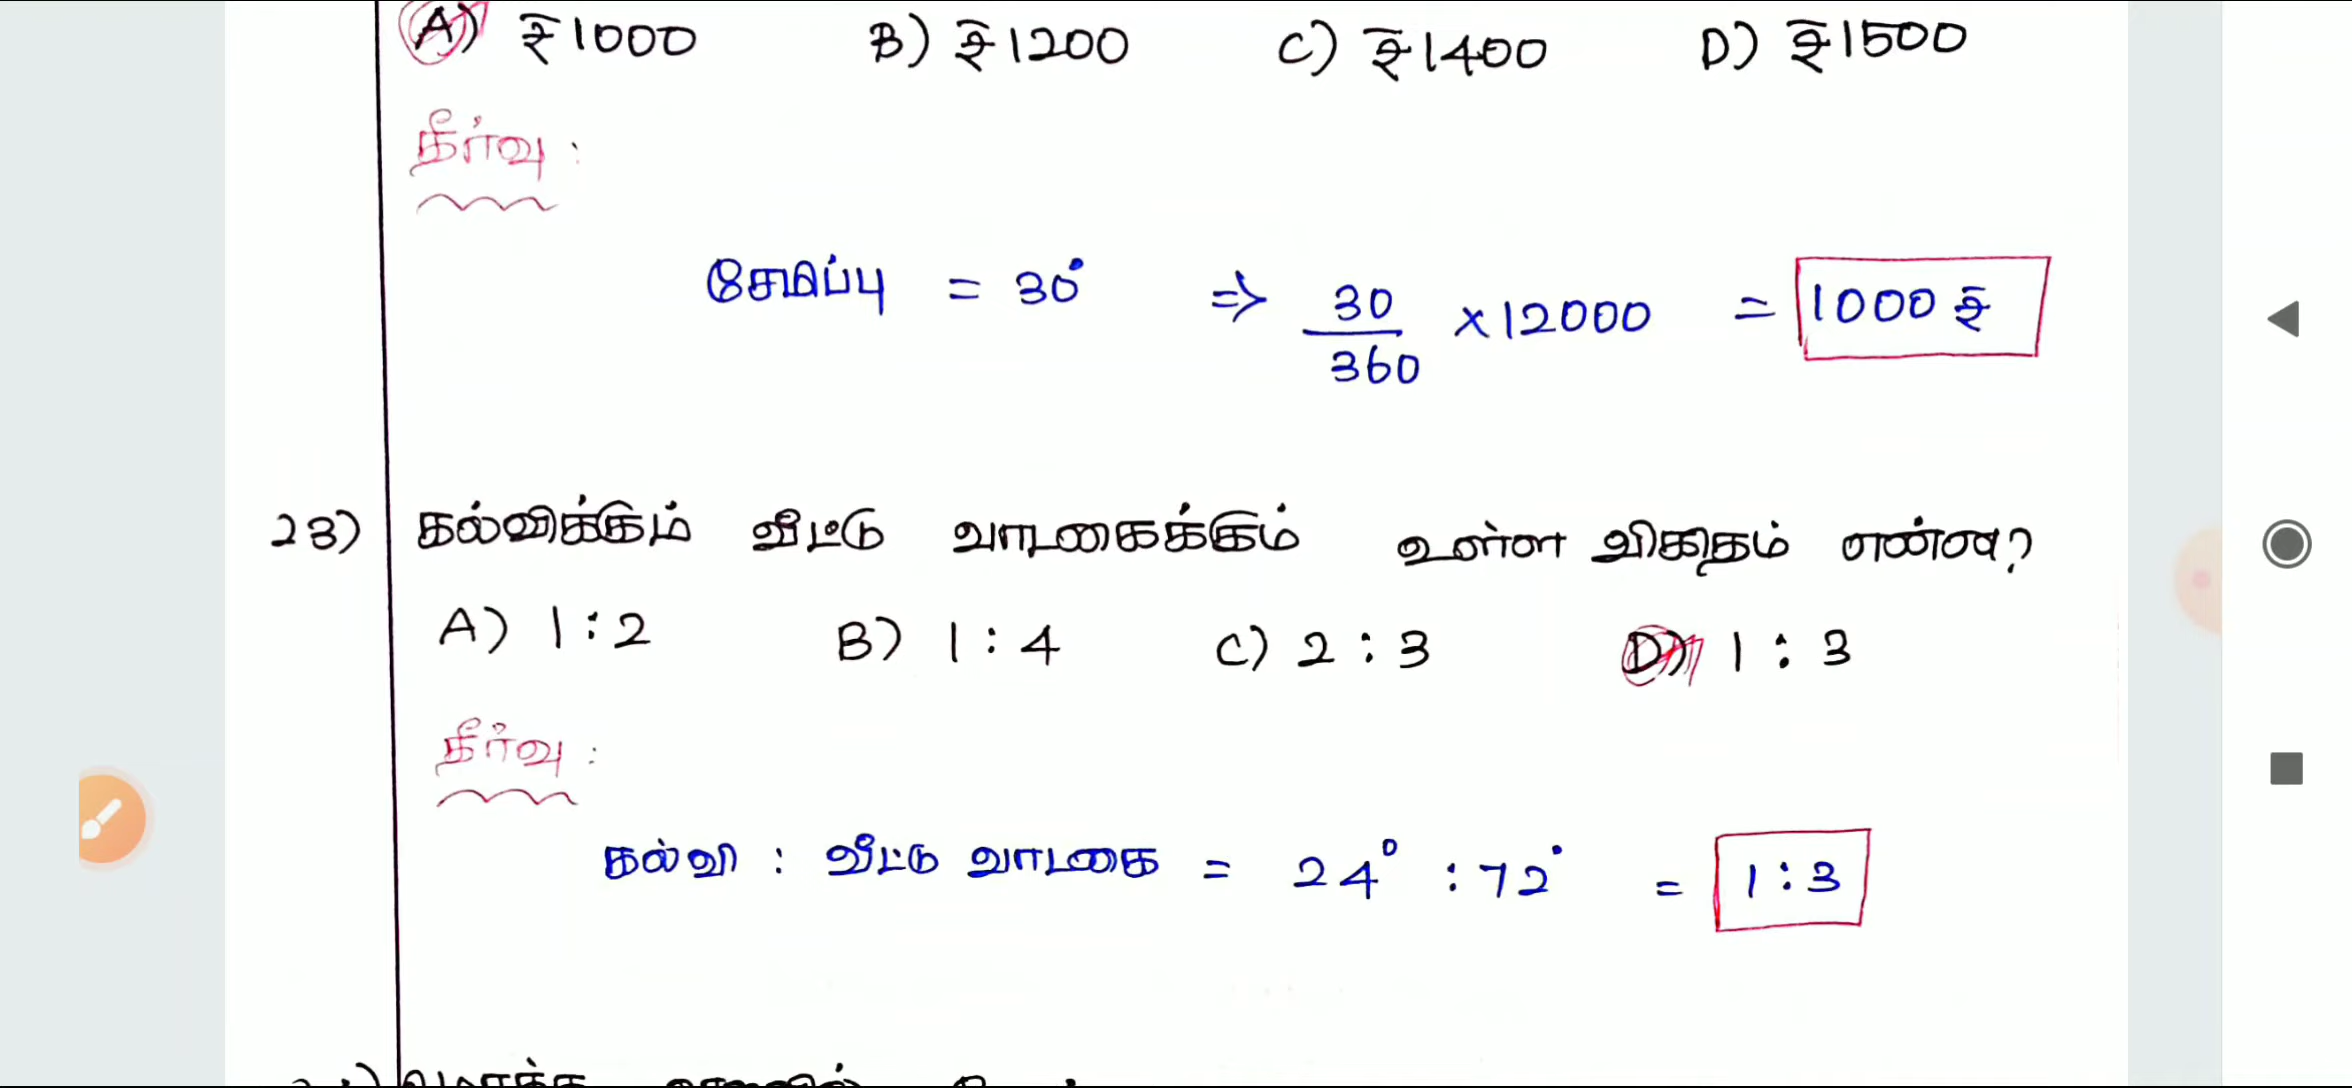 A) ₹1000 B) ₹1200 C) ₹1400 D) ₹1500
தீர்வு :
சேமிப்பு = 30° ⇒ 30/360 ×12000 = 1000 ₹
23) கல்விக்கும் வீட்டு வாடகைக்கும் உள்ள விகிதம் என்ன?
A) 1:2 B) 1:4 C) 2:3 D) 1:3
தீர்வு :
கல்வி : வீட்டு வாடகை = 24° : 72° = 1:3